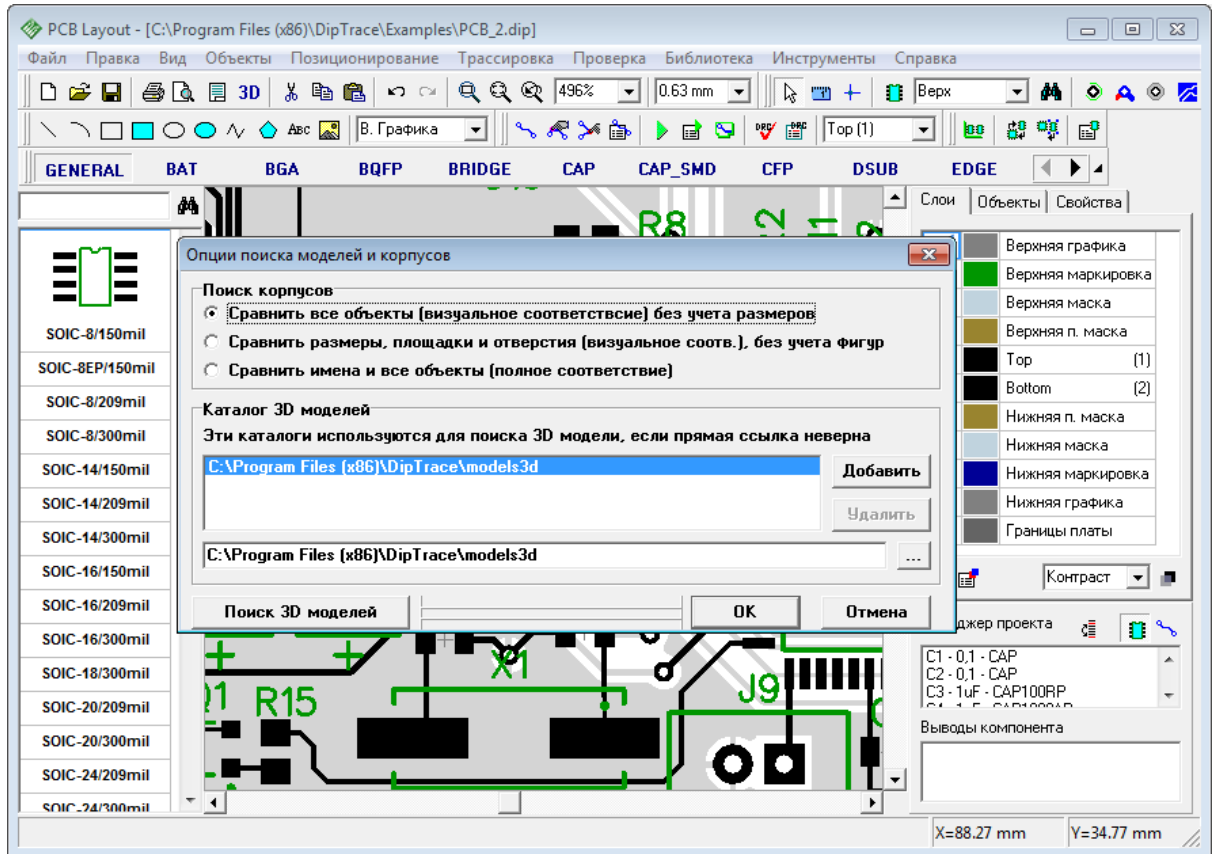 PCB Layout - [C:\Program Files (x86)\DipTrace\Examples\PCB_2.dip]
Файл Правка Вид Объекты Позиционирование Трассировка Проверка Библиотека Инструменты Справка
3D 496% 0.63 mm Верх
ABC В. Графика DRC DRC Top (1)
GENERAL BAT BGA BQFP BRIDGE CAP CAP_SMD CFP DSUB EDGE
SOIC-8/150mil
SOIC-8EP/150mil
SOIC-8/209mil
SOIC-8/300mil
SOIC-14/150mil
SOIC-14/209mil
SOIC-14/300mil
SOIC-16/150mil
SOIC-16/209mil
SOIC-16/300mil
SOIC-18/300mil
SOIC-20/209mil
SOIC-20/300mil
SOIC-24/209mil
SOIC-24/300mil
R8
Опции поиска моделей и корпусов
Поиск корпусов
Сравнить все объекты (визуальное соответствсие) без учета размеров
Сравнить размеры, площадки и отверстия (визуальное соотв.), без учета фигур
Сравнить имена и все объекты (полное соответствие)
Каталог 3D моделей
Эти каталоги используются для поиска 3D модели, если прямая ссылка неверна
C:\Program Files (x86)\DipTrace\models3d
Добавить
Удалить
C:\Program Files (x86)\DipTrace\models3d
...
Поиск 3D моделей
OK
Отмена
X1
R15
J9
Слои Объекты Свойства
Верхняя графика
Верхняя маркировка
Верхняя маска
Верхняя п. маска
Top (1)
Bottom (2)
Нижняя п. маска
Нижняя маска
Нижняя маркировка
Нижняя графика
Границы платы
Контраст
джер проекта
C1 - 0,1 - CAP
C2 - 0,1 - CAP
C3 - 1uF - CAP100RP
Выводы компонента
X=88.27 mm
Y=34.77 mm